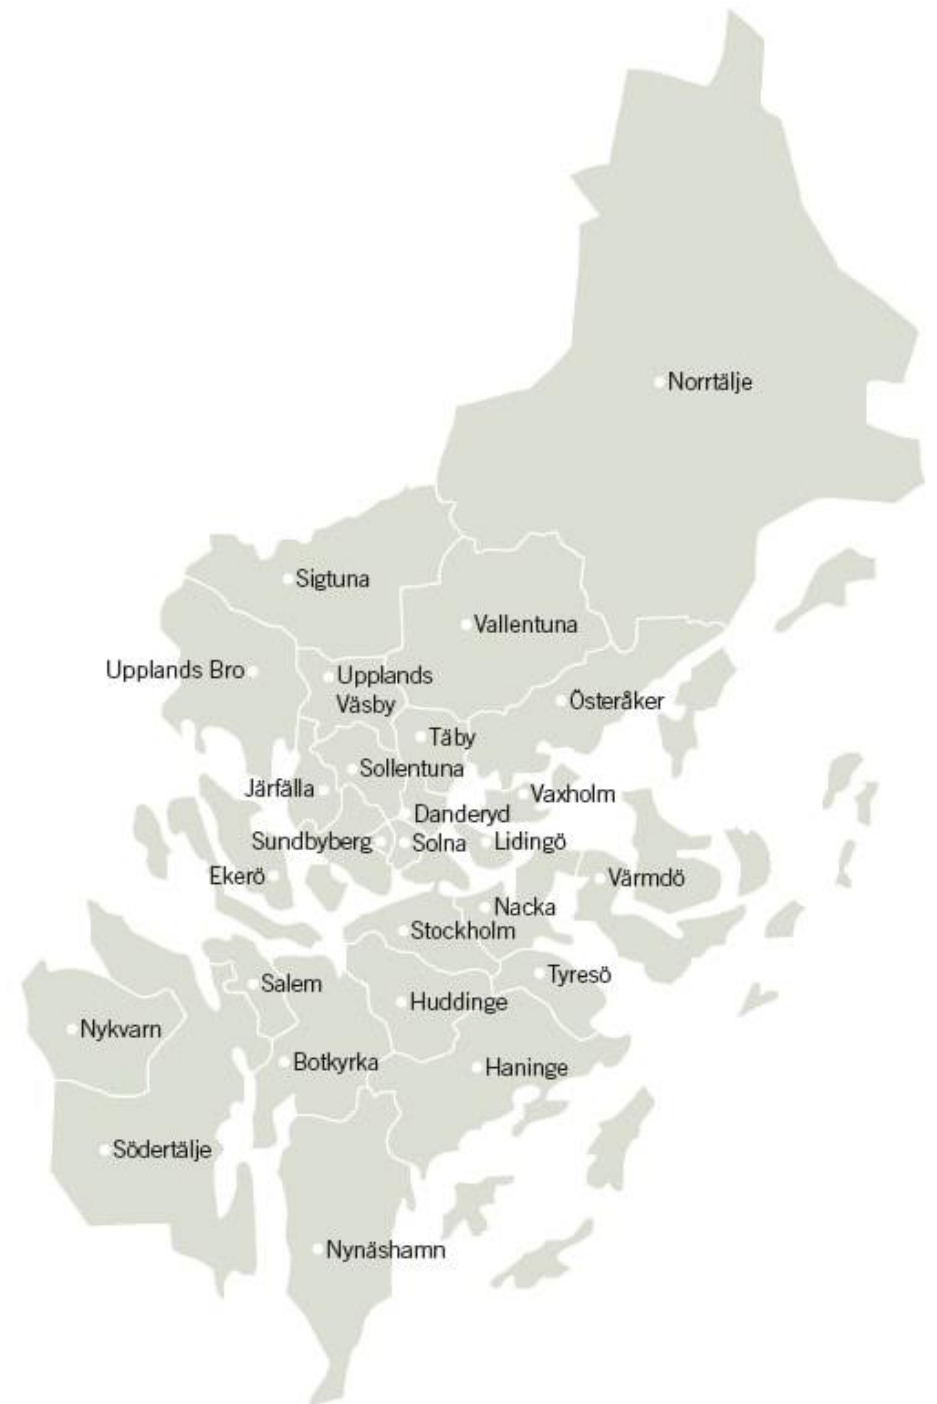 Norrtälje
Sigtuna
Vallentuna
Upplands Bro
Upplands
Väsby
Österåker
Täby
Sollentuna
Järfälla
Vaxholm
Danderyd
Sundbyberg
Solna
Lidingö
Ekerö
Värmdö
Nacka
Stockholm
Tyresö
Salem
Huddinge
Nykvarn
Botkyrka
Haninge
Södertälje
Nynäshamn